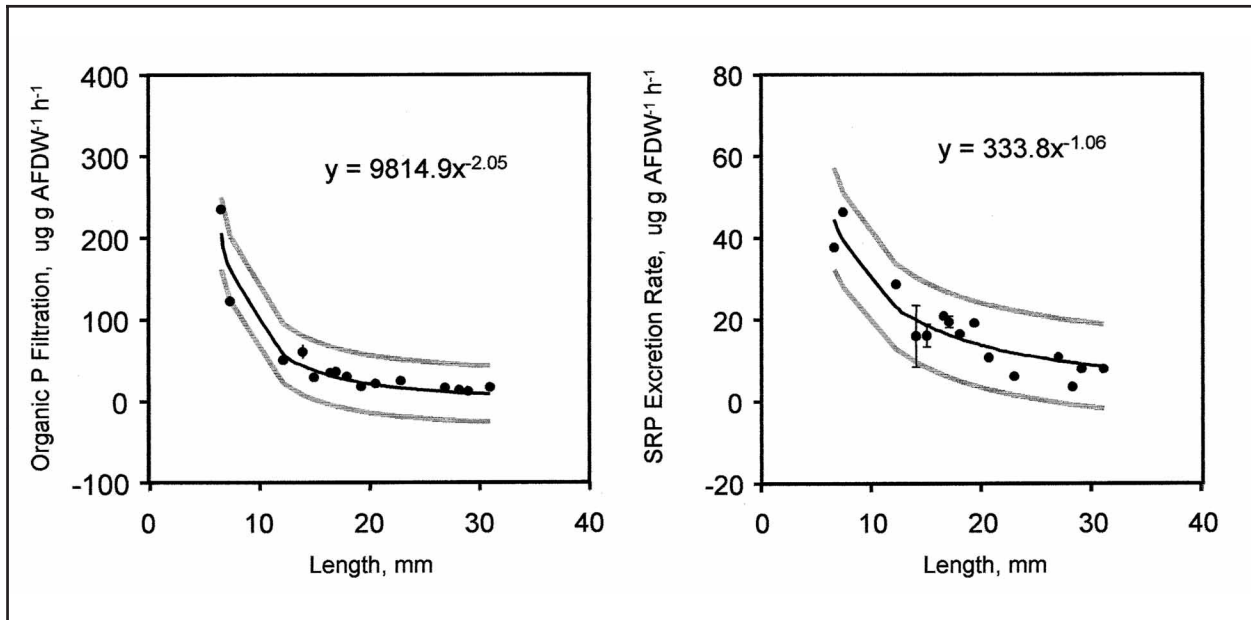 Organic P Filtration, ug g AFDW⁻¹ h⁻¹
400
300
200
100
0
-100
y = 9814.9x⁻²·⁰⁵
0 10 20 30 40
Length, mm
SRP Excretion Rate, ug g AFDW⁻¹ h⁻¹
80
60
40
20
0
-20
y = 333.8x⁻¹·⁰⁶
0 10 20 30 40
Length, mm